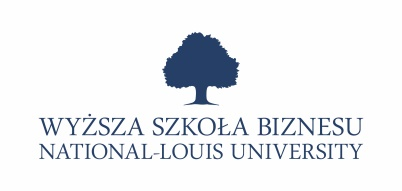 WYŻSZA SZKOŁA BIZNESU
NATIONAL-LOUIS UNIVERSITY